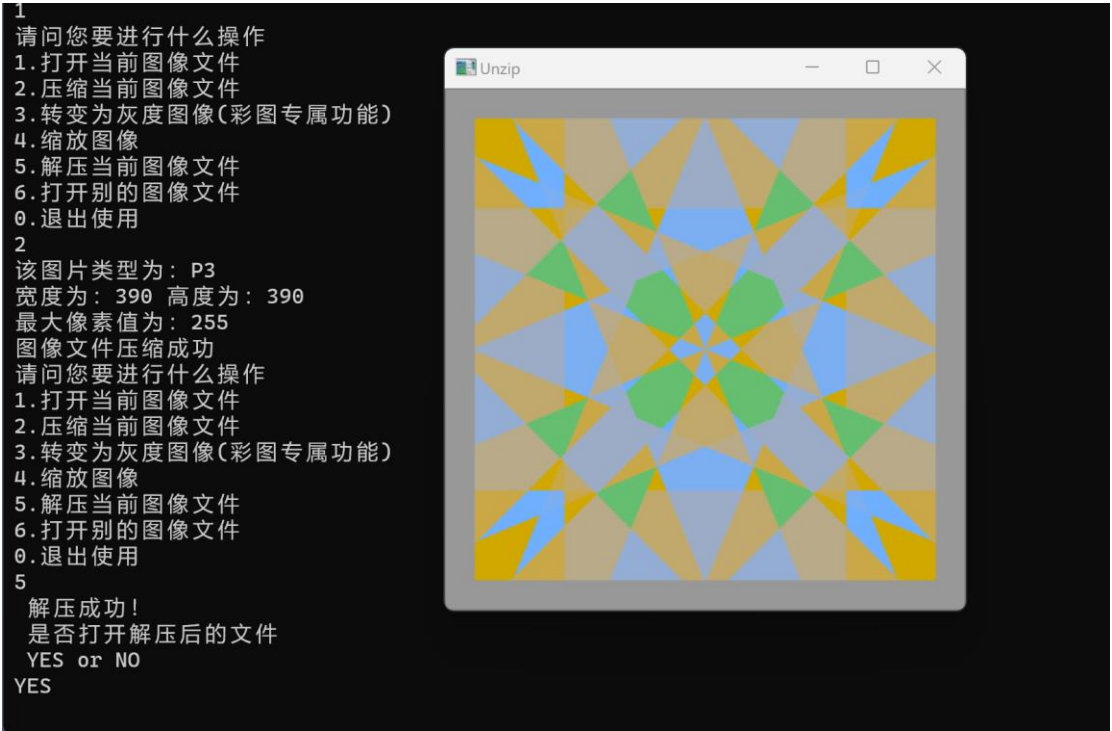 1
请问您要进行什么操作
1.打开当前图像文件
2.压缩当前图像文件
3.转变为灰度图像(彩图专属功能)
4.缩放图像
5.解压当前图像文件
6.打开别的图像文件
0.退出使用
2
该图片类型为: P3
宽度为: 390 高度为: 390
最大像素值为: 255
图像文件压缩成功
请问您要进行什么操作
1.打开当前图像文件
2.压缩当前图像文件
3.转变为灰度图像(彩图专属功能)
4.缩放图像
5.解压当前图像文件
6.打开别的图像文件
0.退出使用
5
解压成功!
是否打开解压后的文件
YES or NO
YES
Unzip